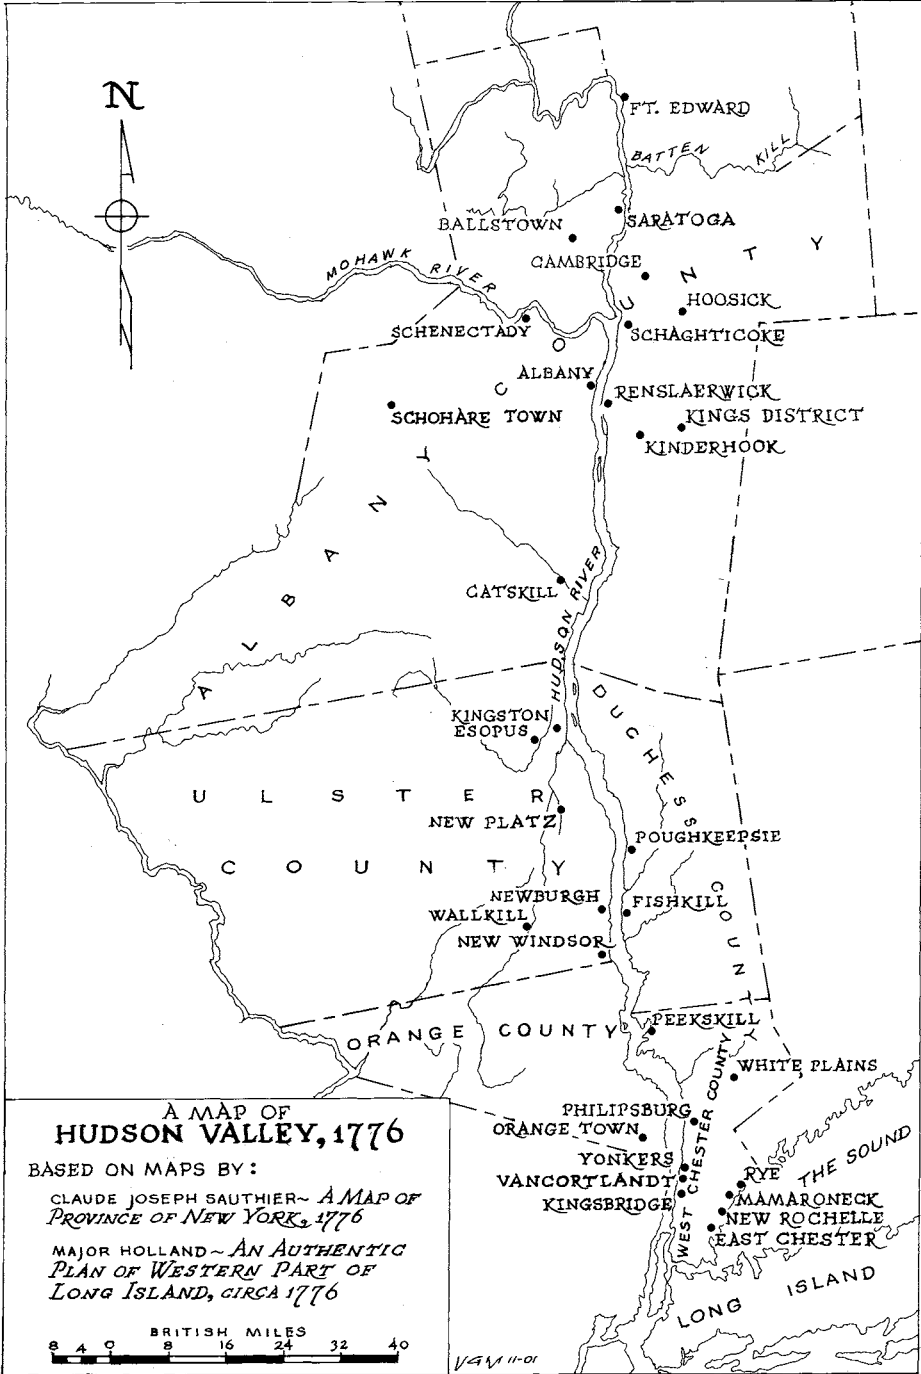 N
FT. EDWARD
BATTEN KILL
BALLSTOWN
SARATOGA
CAMBRIDGE
MOHAWK RIVER
HOOSICK
SCHENECTADY
SCHAGHTICOKE
ALBANY
RENSLAERWICK
SCHOHARE TOWN
KINGS DISTRICT
KINDERHOOK
ALBANY COUNTY
CATSKILL
HUDSON RIVER
KINGSTON
ESOPUS
DUCHESS COUNTY
ULSTER
NEW PLATZ
POUGHKEEPSIE
COUNTY
NEWBURGH
FISHKILL
WALLKILL
NEW WINDSOR
ORANGE COUNTY
PEEKSKILL
WHITE PLAINS
WEST CHESTER COUNTY
PHILIPSBURG
ORANGE TOWN
YONKERS
VANCORTLANDT
KINGSBRIDGE
RYE
THE SOUND
MAMARONECK
NEW ROCHELLE
EAST CHESTER
LONG ISLAND
A MAP OF
HUDSON VALLEY, 1776
BASED ON MAPS BY:
CLAUDE JOSEPH SAUTHIER~ A MAP OF
PROVINCE OF NEW YORK, 1776
MAJOR HOLLAND~ AN AUTHENTIC
PLAN OF WESTERN PART OF
LONG ISLAND, CIRCA 1776
BRITISH MILES
8 4 0 8 16 24 32 40
VGM 11-01